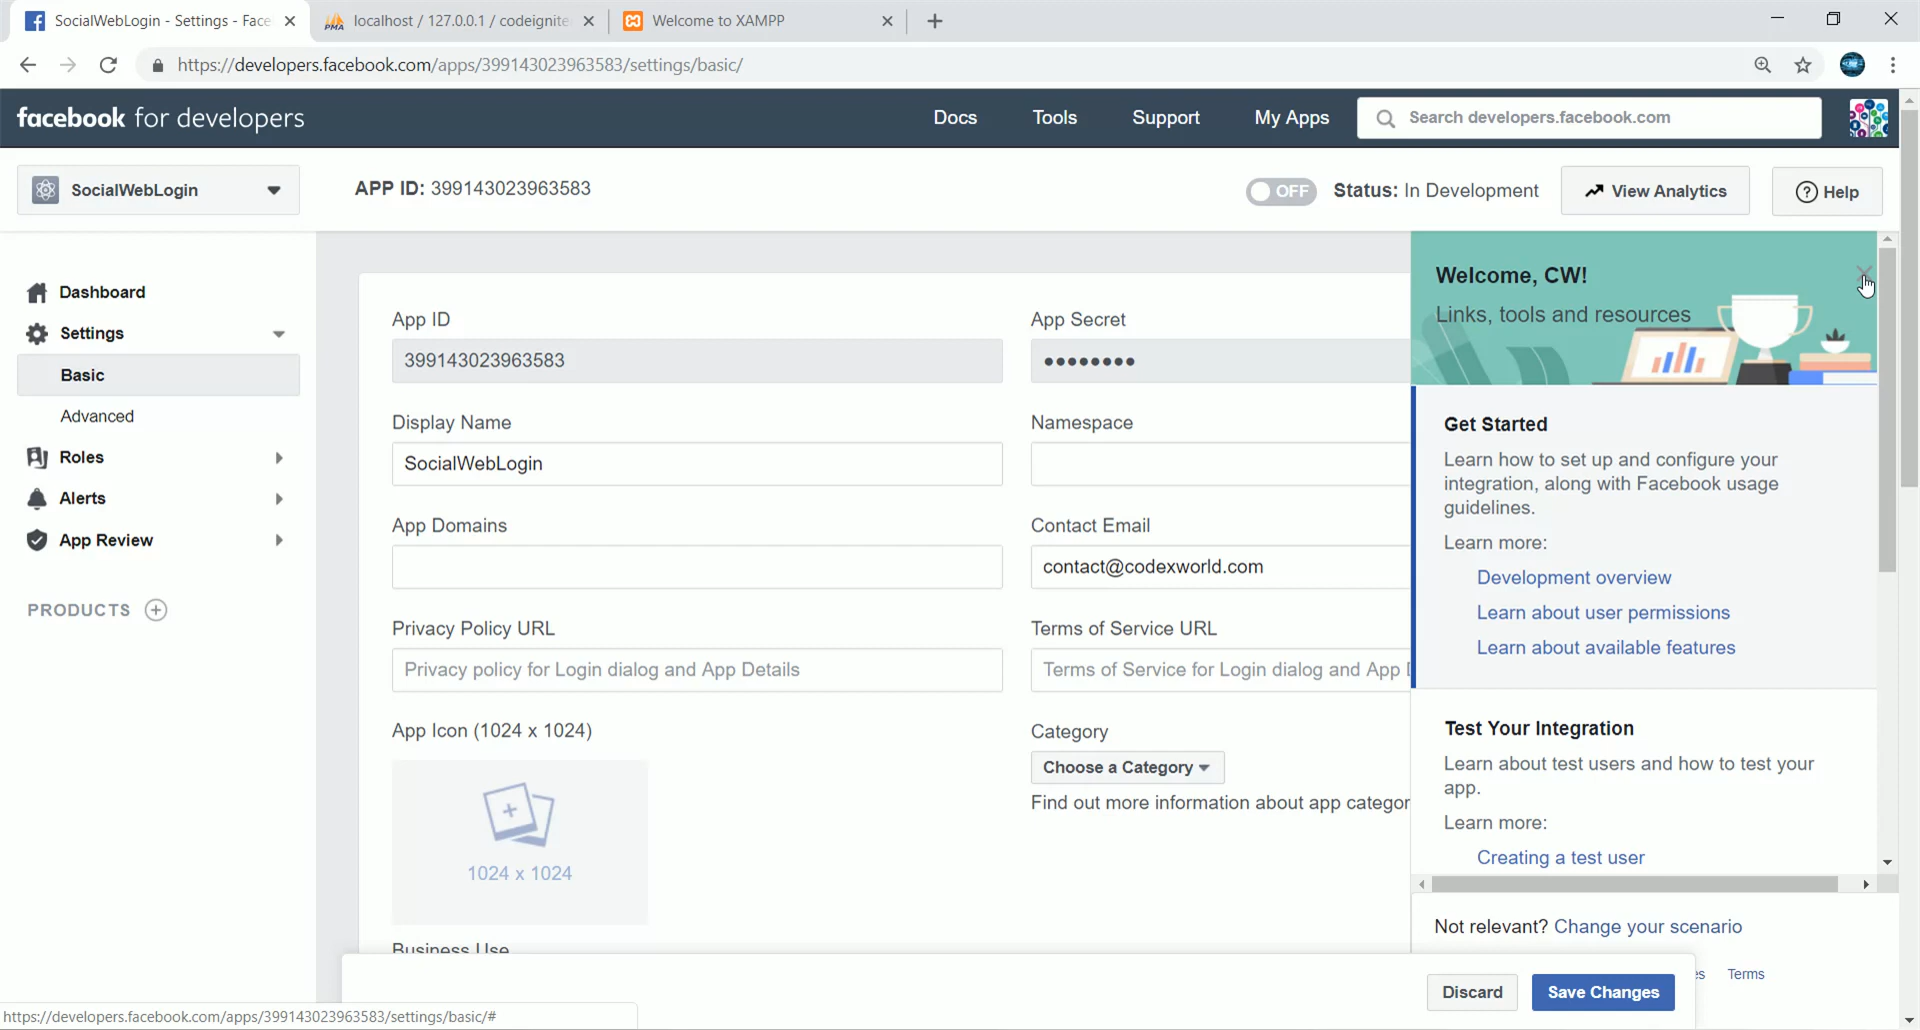 SocialWebLogin - Settings - Face
localhost / 127.0.0.1 / codeignite
Welcome to XAMPP
https://developers.facebook.com/apps/399143023963583/settings/basic/
facebook for developers
Docs
Tools
Support
My Apps
Search developers.facebook.com
SocialWebLogin
APP ID: 399143023963583
OFF
Status: In Development
View Analytics
Help
Dashboard
Settings
Basic
Advanced
Roles
Alerts
App Review
PRODUCTS
App ID
399143023963583
App Secret
Display Name
SocialWebLogin
Namespace
App Domains
Contact Email
contact@codexworld.com
Privacy Policy URL
Privacy policy for Login dialog and App Details
Terms of Service URL
Terms of Service for Login dialog and App D
App Icon (1024 x 1024)
1024 x 1024
Category
Choose a Category
Find out more information about app categor
Business Use
Welcome, CW!
Links, tools and resources
Get Started
Learn how to set up and configure your
integration, along with Facebook usage
guidelines.
Learn more:
Development overview
Learn about user permissions
Learn about available features
Test Your Integration
Learn about test users and how to test your
app.
Learn more:
Creating a test user
Not relevant? Change your scenario
es
Terms
Discard
Save Changes
https://developers.facebook.com/apps/399143023963583/settings/basic/#
PMA